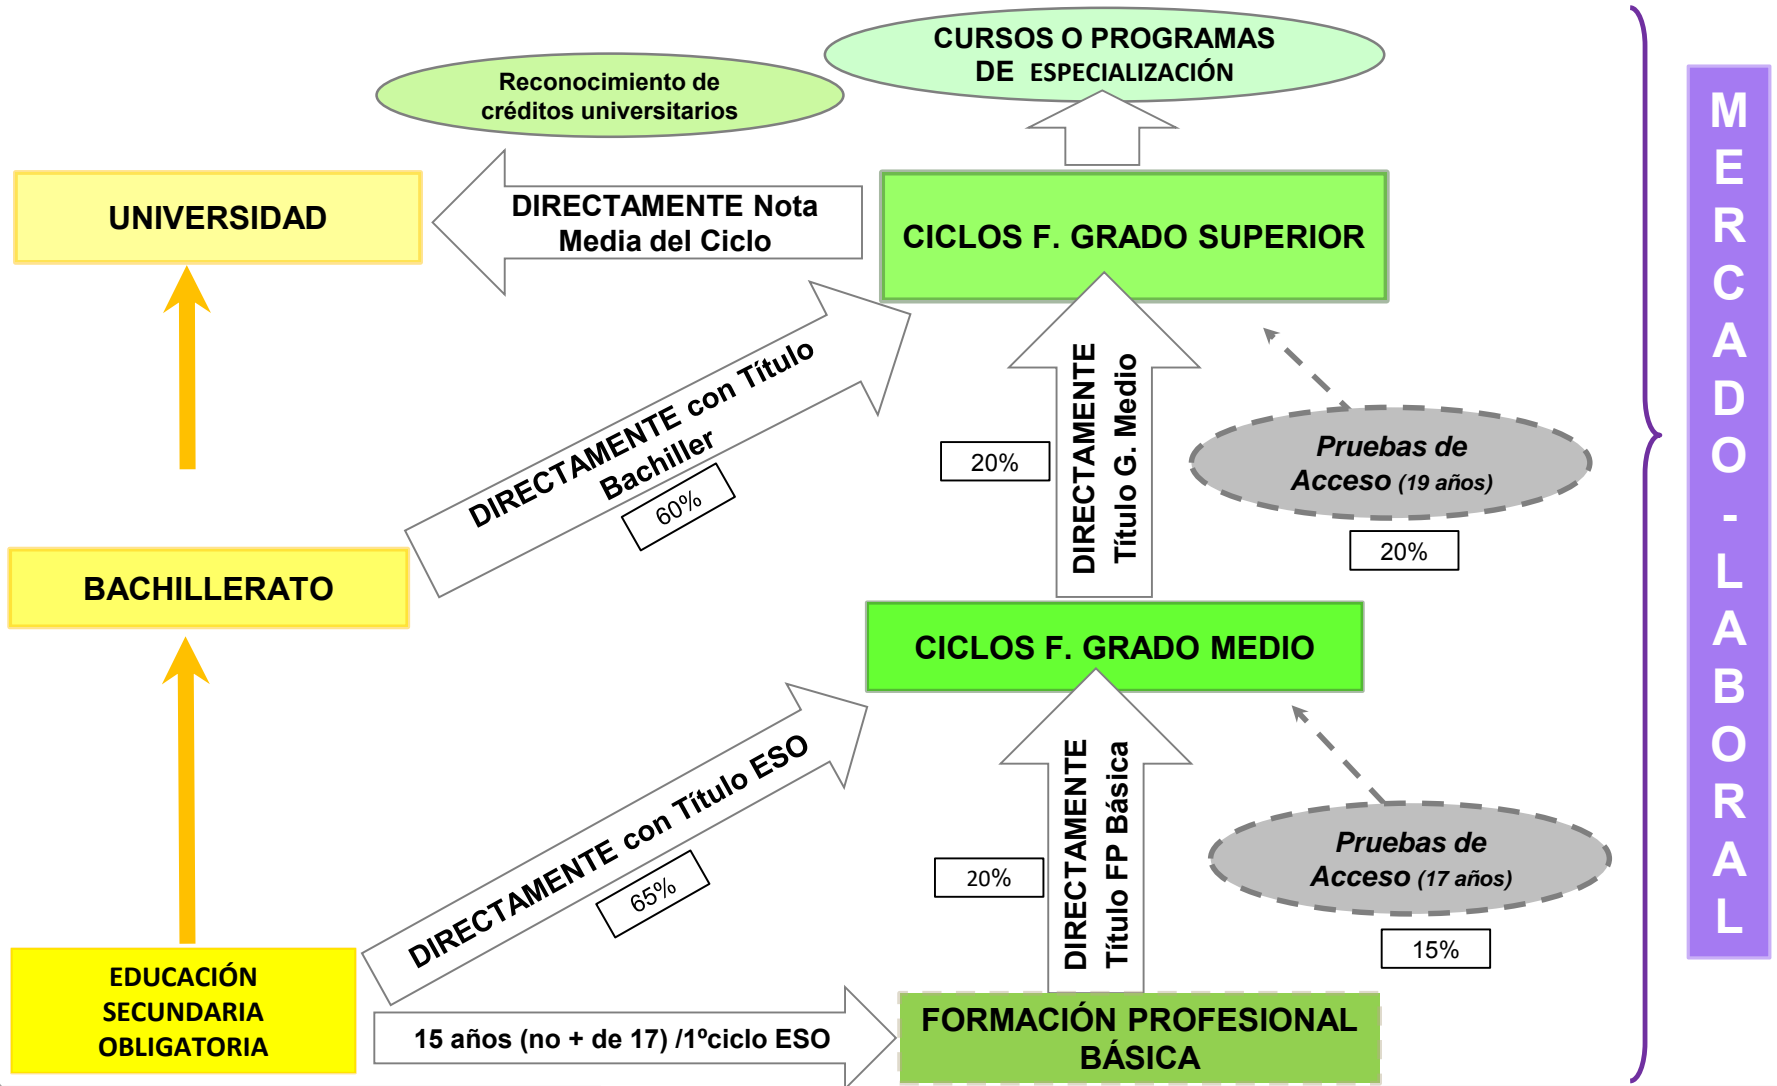 CURSOS O PROGRAMAS
DE ESPECIALIZACIÓN
Reconocimiento de
créditos universitarios
UNIVERSIDAD
DIRECTAMENTE Nota
Media del Ciclo
CICLOS F. GRADO SUPERIOR
DIRECTAMENTE con Título
Bachiller
60%
20%
DIRECTAMENTE
Título G. Medio
Pruebas de
Acceso (19 años)
20%
BACHILLERATO
CICLOS F. GRADO MEDIO
DIRECTAMENTE con Título ESO
65%
20%
DIRECTAMENTE
Título FP Básica
Pruebas de
Acceso (17 años)
15%
EDUCACIÓN
SECUNDARIA
OBLIGATORIA
15 años (no + de 17) /1ºciclo ESO
FORMACIÓN PROFESIONAL
BÁSICA
MERCADO-LABORAL